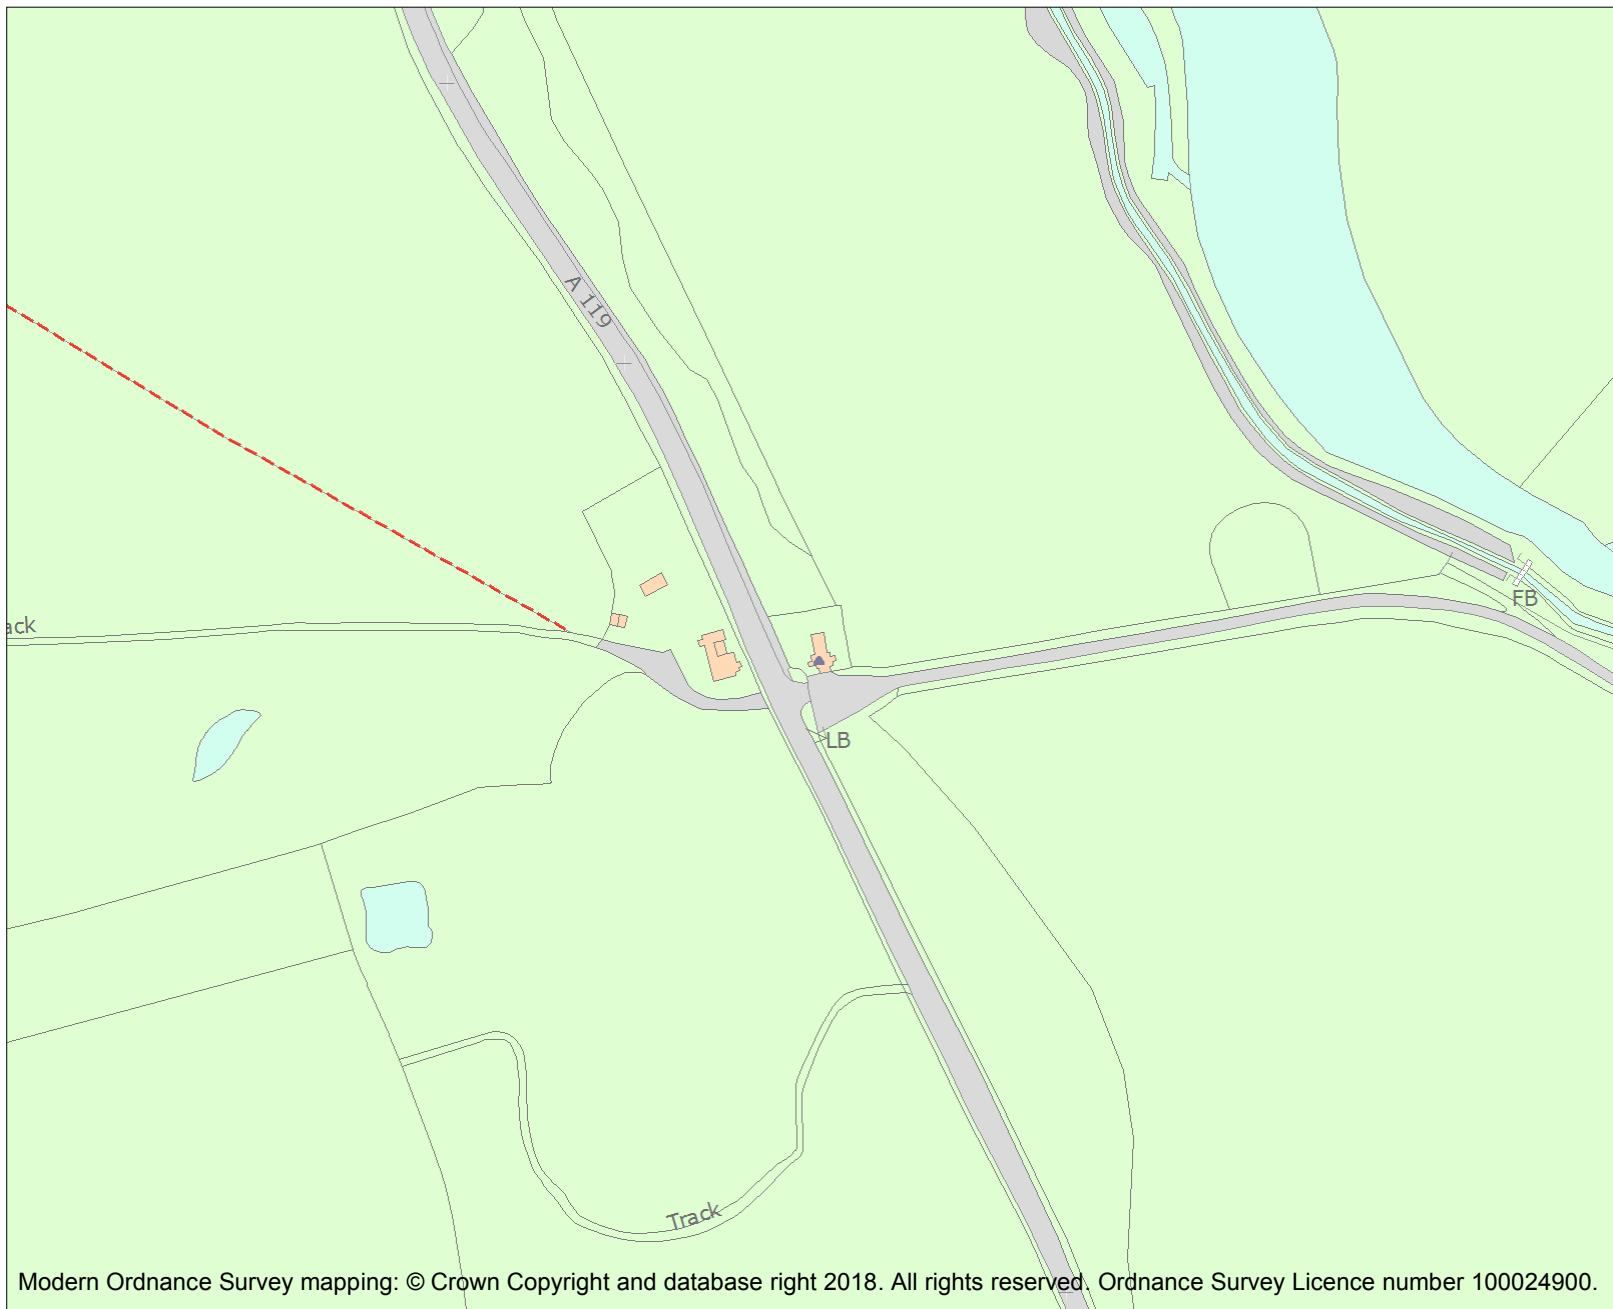 A 119
ack
FB
LB
Track
Modern Ordnance Survey mapping: © Crown Copyright and database right 2018. All rights reserved. Ordnance Survey Licence number 100024900.